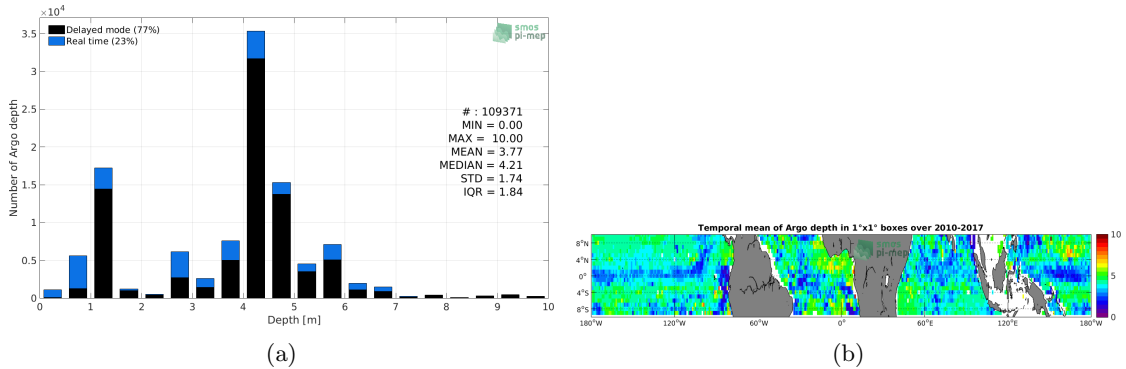 ×10⁴
Delayed mode (77%)
Real time (23%)
smos
pi-mep
3.5
3
2.5
2
1.5
1
0.5
0
Number of Argo depth
# : 109371
MIN = 0.00
MAX = 10.00
MEAN = 3.77
MEDIAN = 4.21
STD = 1.74
IQR = 1.84
0 1 2 3 4 5 6 7 8 9 10
Depth [m]
(a)
Temporal mean of Argo depth in 1°x1° boxes over 2010-2017
8°N
4°N
0°
4°S
8°S
smos
pi-mep
10
5
0
180°W 120°W 60°W 0° 60°E 120°E 180°W
(b)